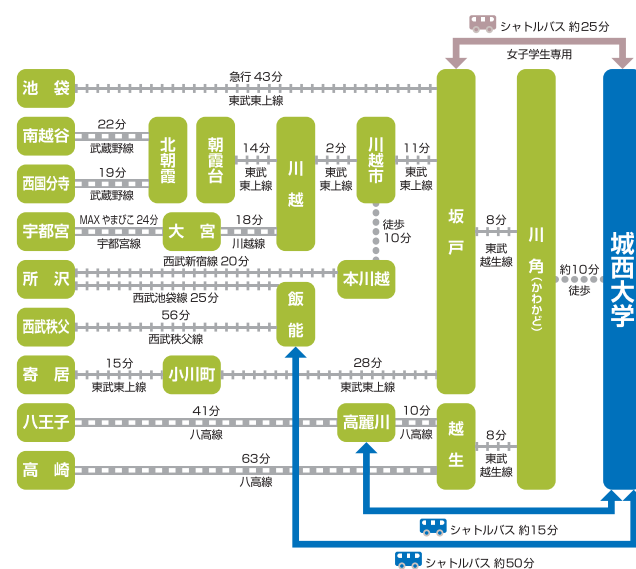 シャトルバス 約25分
女子学生専用
池 袋
急行 43分
東武東上線
南越谷
22分
武蔵野線
北朝霞
朝霞台
14分
東武
東上線
川越
2分
東武
東上線
川越市
11分
東武
東上線
西国分寺
19分
武蔵野線
宇都宮
MAX やまびこ 24分
宇都宮線
大 宮
18分
川越線
徒歩
10分
坂戸
8分
東武
越生線
川角(かわかど)
約10分
徒歩
城西大学
所 沢
西武新宿線 20分
本川越
西武池袋線 25分
飯能
西武秩父
56分
西武秩父線
寄 居
15分
東武東上線
小川町
28分
東武東上線
八王子
41分
八高線
高麗川
10分
八高線
越生
8分
東武
越生線
高 崎
63分
八高線
シャトルバス 約15分
シャトルバス 約50分